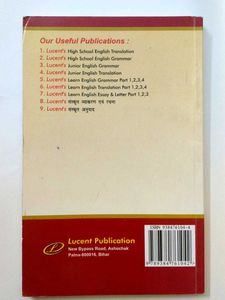 Our Useful Publications :
1. Lucent's High School English Translation
2. Lucent's High School English Grammar
3. Lucent's Junior English Grammar
4. Lucent's Junior English Translation
5. Lucent's Learn English Grammar Part 1,2,3,4
6. Lucent's Learn English Translation Part 1,2,3,4
7. Lucent's Learn English Essay & Letter Part 1,2,3
8. Lucent's संस्कृत व्याकरण एवं रचना
9. Lucent's संस्कृत अनुवाद
Lucent Publication
New Bypass Road, Ashochak
Patna-800016, Bihar